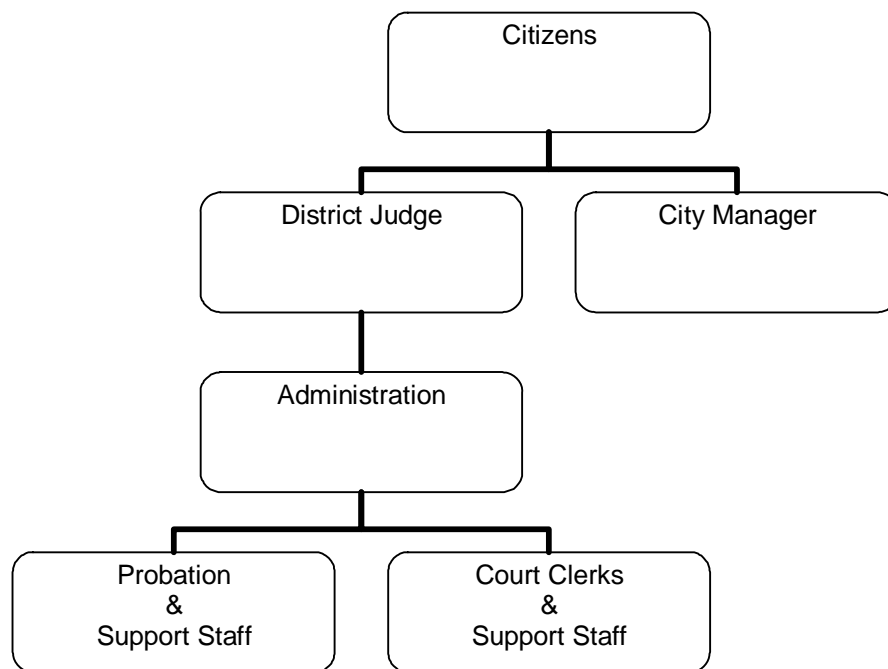 Citizens
District Judge
City Manager
Administration
Probation
&
Support Staff
Court Clerks
&
Support Staff